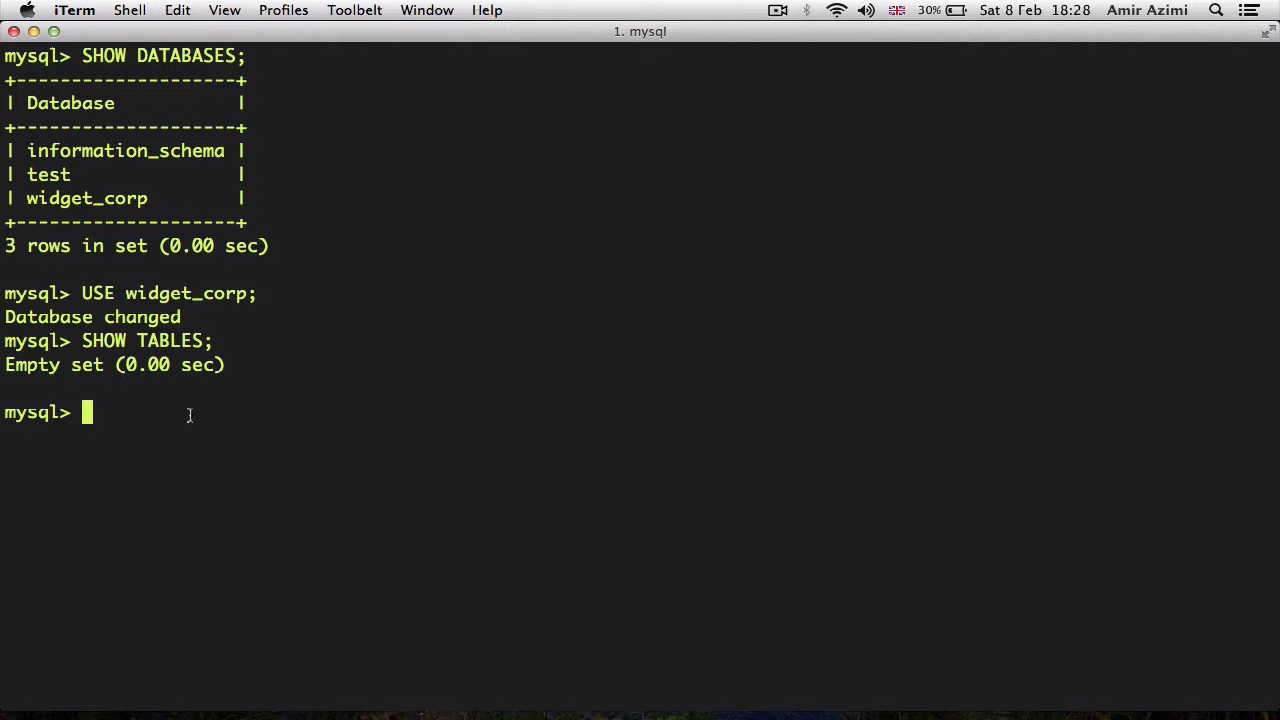 iTerm Shell Edit View Profiles Toolbelt Window Help 30% Sat 8 Feb 18:28 Amir Azimi
1. mysql
mysql> SHOW DATABASES;
+--------------------+
| Database           |
+--------------------+
| information_schema |
| test               |
| widget_corp        |
+--------------------+
3 rows in set (0.00 sec)
mysql> USE widget_corp;
Database changed
mysql> SHOW TABLES;
Empty set (0.00 sec)
mysql>